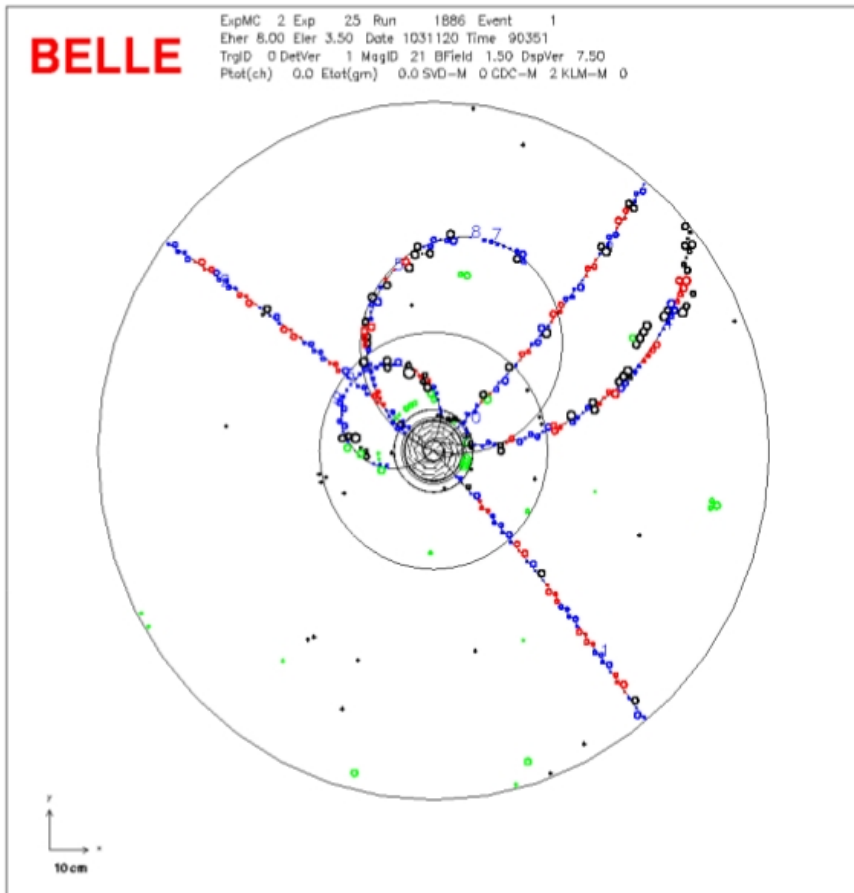 BELLE
ExpMC 2 Exp 25 Run 1886 Event 1
Eher 8.00 Eler 3.50 Date 1031120 Time 90351
TrgID 0 DetVer 1 MagID 21 BField 1.50 DspVer 7.50
Ptot(ch) 0.0 Etot(gm) 0.0 SVD-M 0 CDC-M 2 KLM-M 0
8 7
5
6
1
y
x
10cm